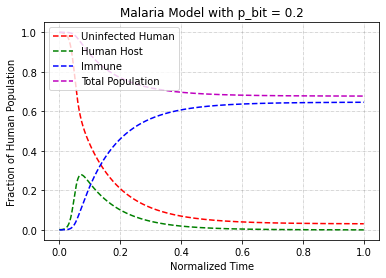 Malaria Model with p_bit = 0.2
Fraction of Human Population
1.0
0.8
0.6
0.4
0.2
0.0
Uninfected Human
Human Host
Immune
Total Population
0.0 0.2 0.4 0.6 0.8 1.0
Normalized Time